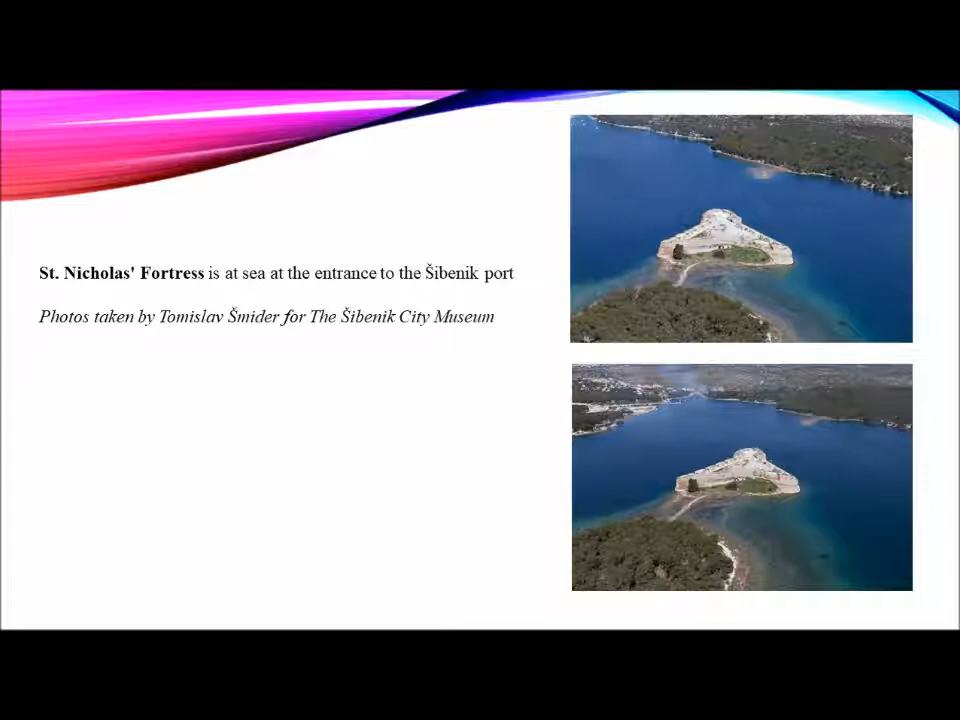 St. Nicholas' Fortress is at sea at the entrance to the Šibenik port
Photos taken by Tomislav Šmider for The Šibenik City Museum